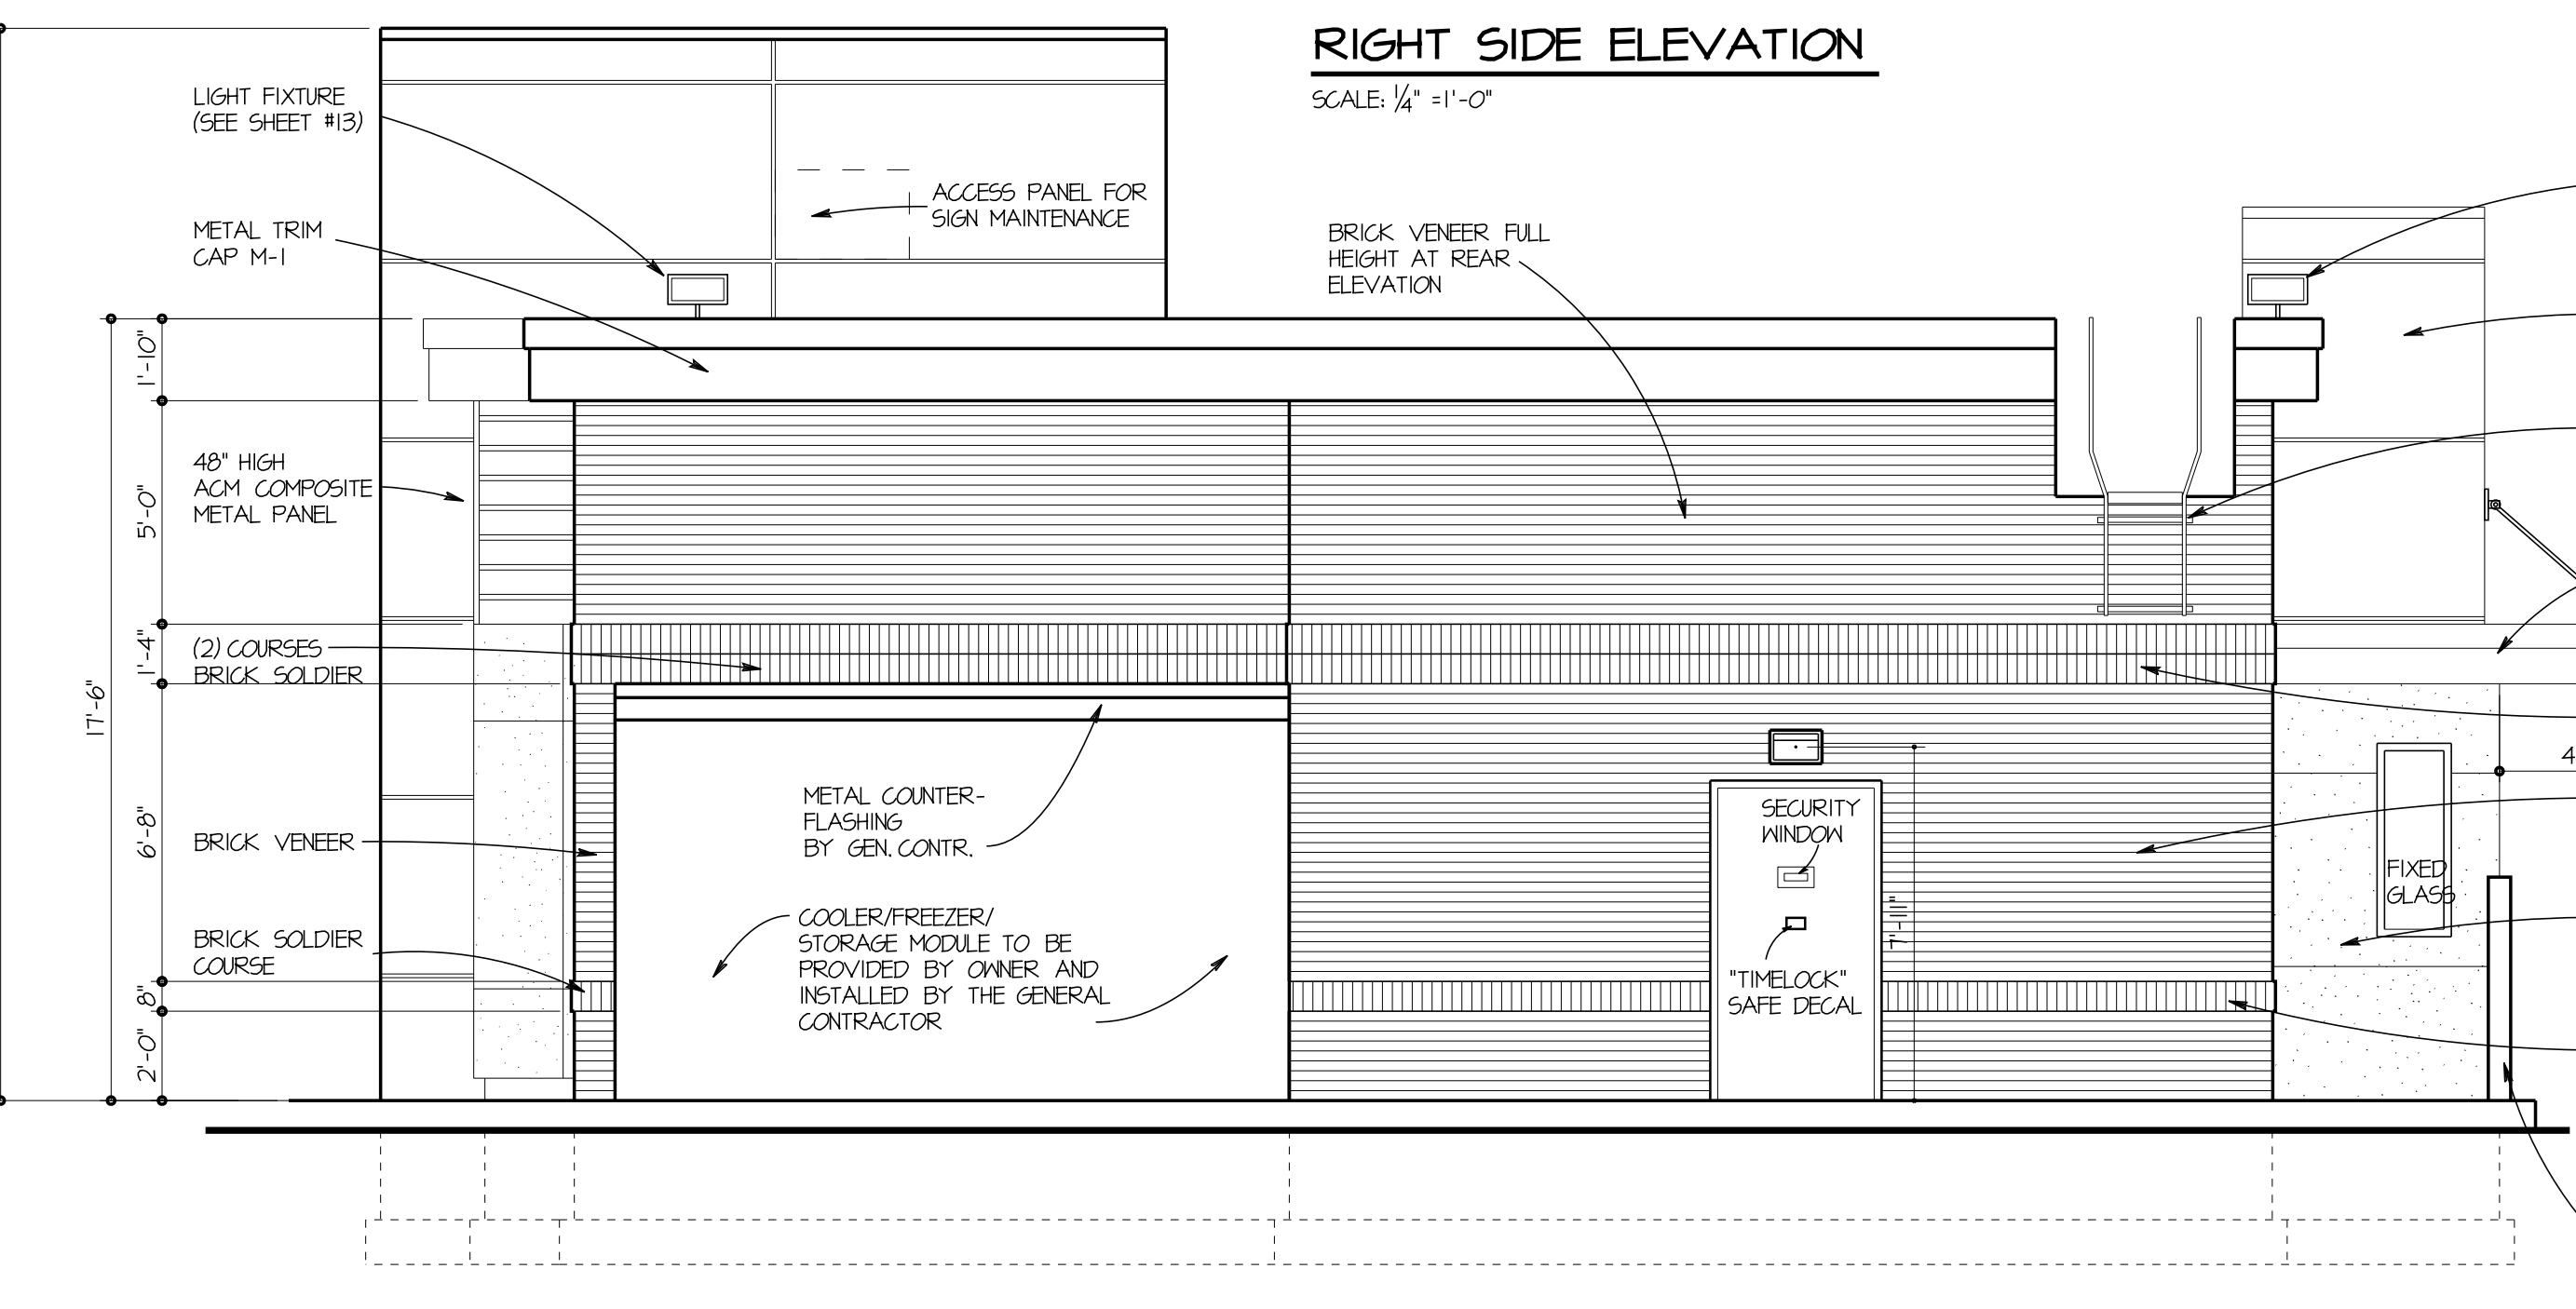 RIGHT SIDE ELEVATION
SCALE: 1/4" =1'-0"
LIGHT FIXTURE
(SEE SHEET #13)
METAL TRIM
CAP M-1
ACCESS PANEL FOR
SIGN MAINTENANCE
BRICK VENEER FULL
HEIGHT AT REAR
ELEVATION
1'-10"
48" HIGH
ACM COMPOSITE
METAL PANEL
5'-0"
(2) COURSES
BRICK SOLDIER
1'-4"
17'-6"
METAL COUNTER-
FLASHING
BY GEN. CONTR.
SECURITY
WINDOW
BRICK VENEER
6'-8"
FIXED
GLASS
COOLER/FREEZER/
STORAGE MODULE TO BE
PROVIDED BY OWNER AND
INSTALLED BY THE GENERAL
CONTRACTOR
7'-11"
BRICK SOLDIER
COURSE
"TIMELOCK"
SAFE DECAL
8"
2'-0"
4